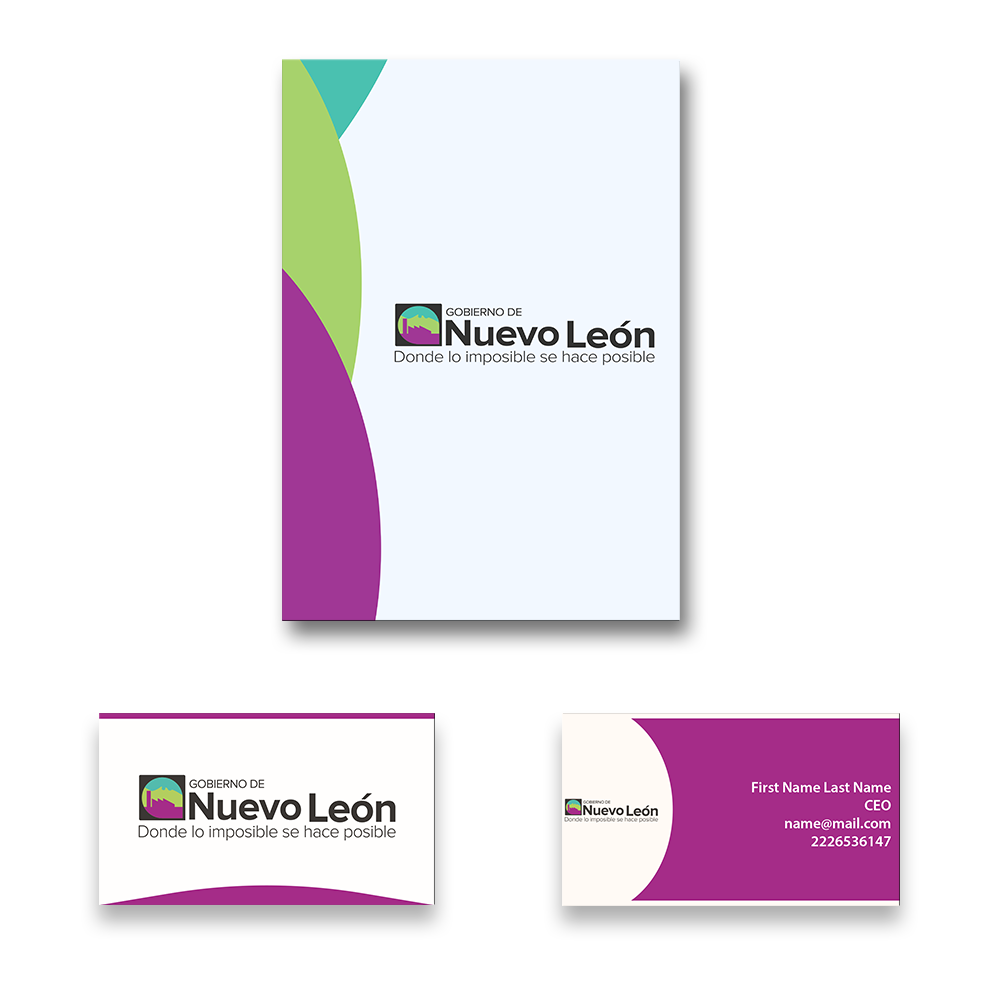 GOBIERNO DE
Nuevo León
Donde lo imposible se hace posible
GOBIERNO DE
Nuevo León
Donde lo imposible se hace posible
GOBIERNO DE
Nuevo León
Donde lo imposible se hace posible
First Name Last Name
CEO
name@mail.com
2226536147